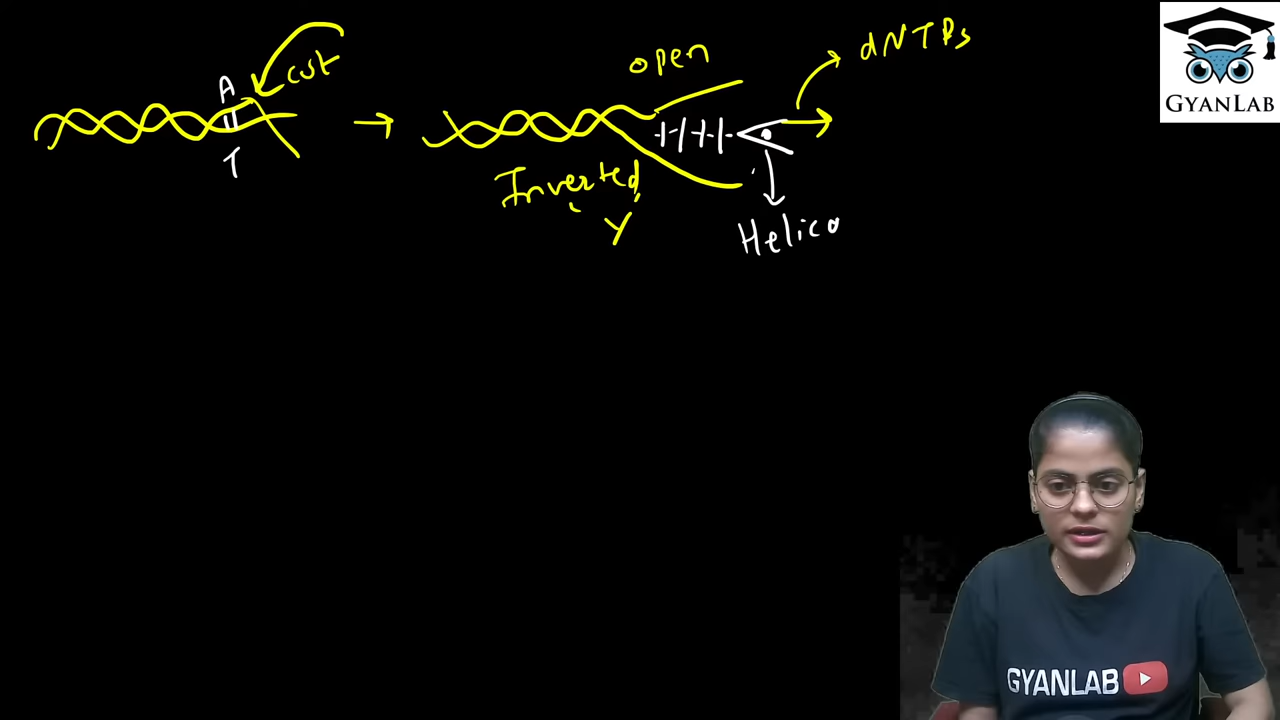 A
cut
T
open
dNTPs
Inverted
Y
Helica
GYANLAB
GYANLAB